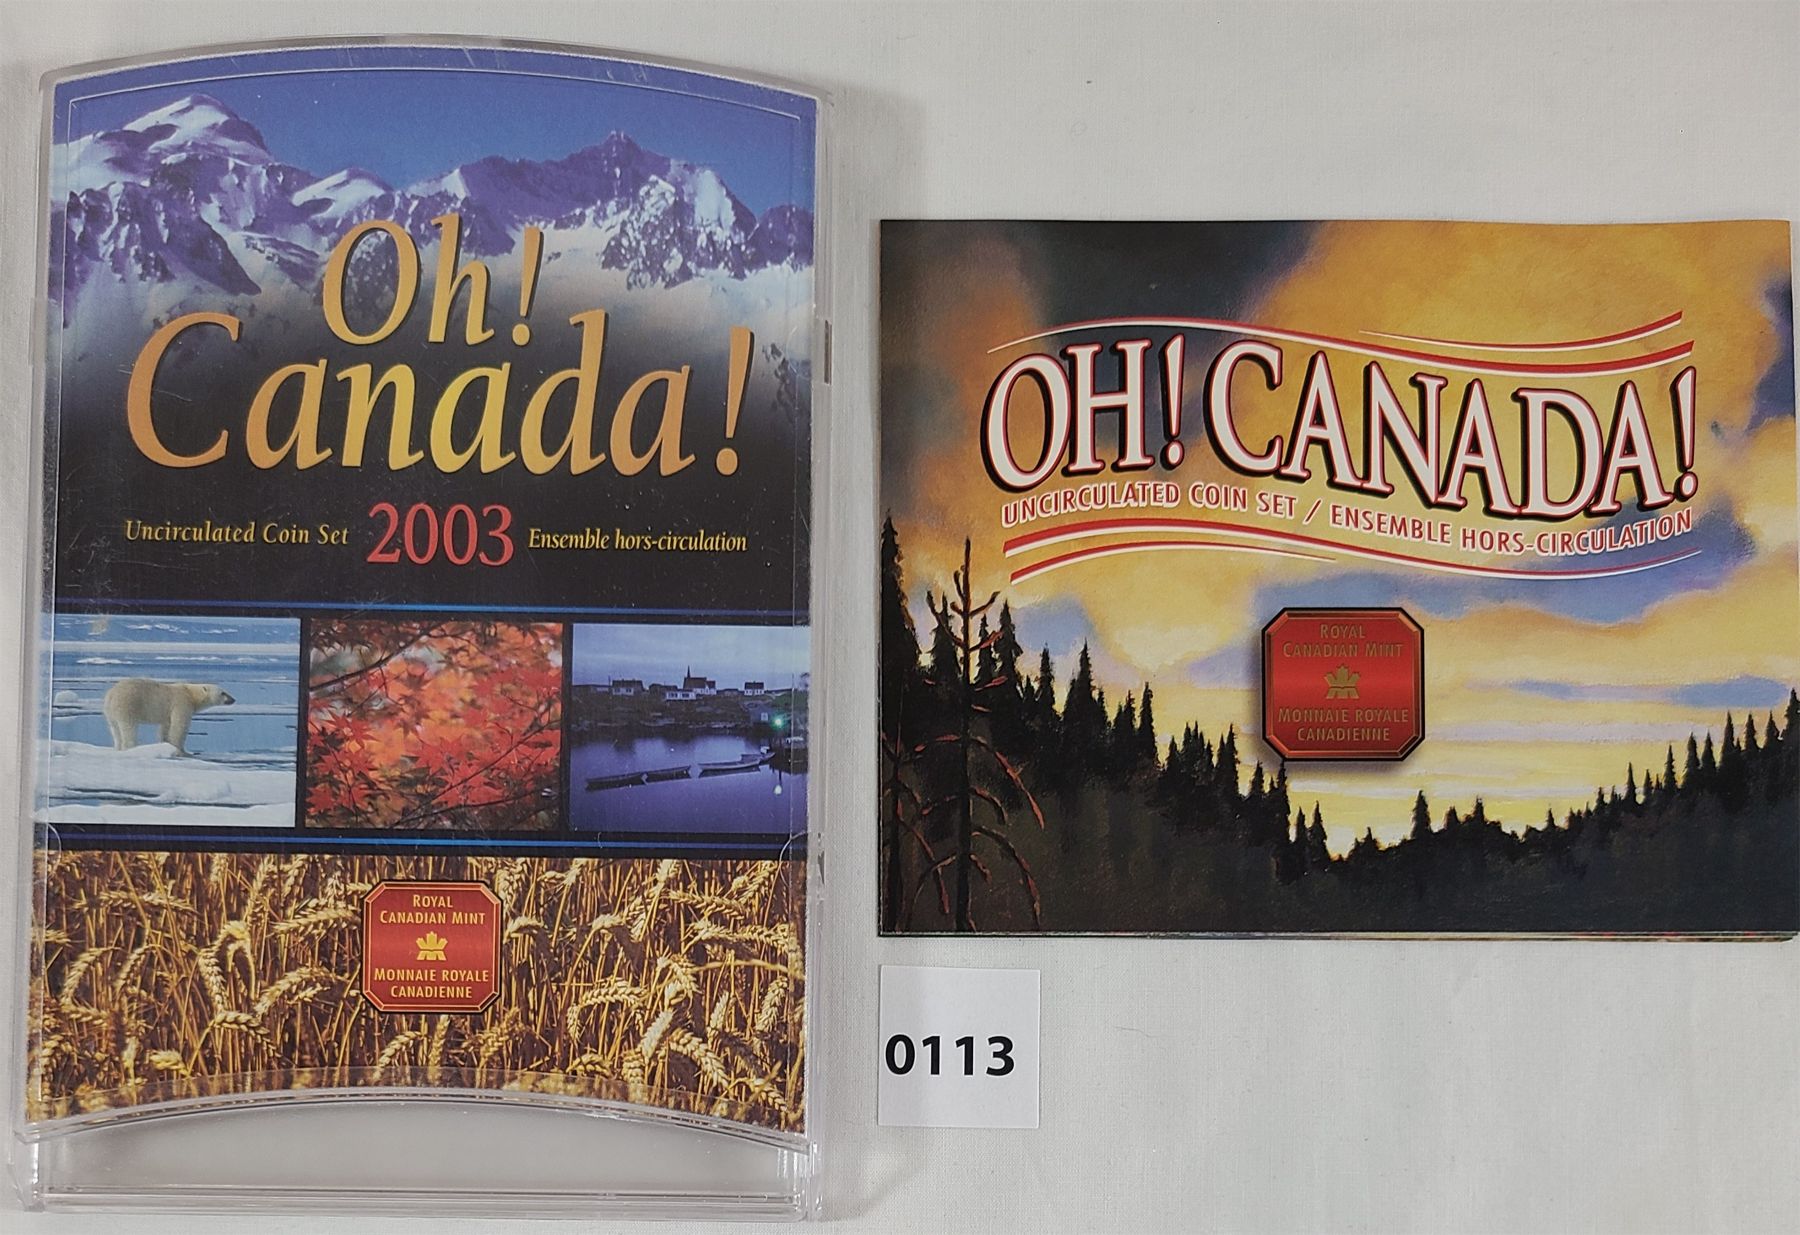 Oh!
Canada!
Uncirculated Coin Set 2003 Ensemble hors-circulation
ROYAL
CANADIAN MINT
MONNAIE ROYALE
CANADIENNE
OH! CANADA!
UNCIRCULATED COIN SET / ENSEMBLE HORS-CIRCULATION
ROYAL
CANADIAN MINT
MONNAIE ROYALE
CANADIENNE
0113